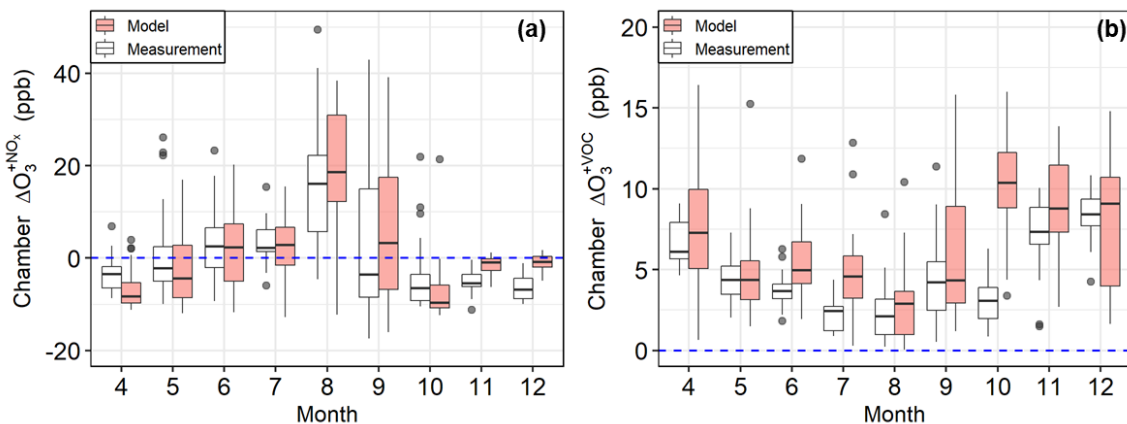 (a)
Model
Measurement
Chamber ΔO₃⁺ᴺᴼˣ (ppb)
40
20
0
-20
4 5 6 7 8 9 10 11 12
Month
(b)
Model
Measurement
Chamber ΔO₃⁺ⱽᴼC (ppb)
20
15
10
5
0
4 5 6 7 8 9 10 11 12
Month